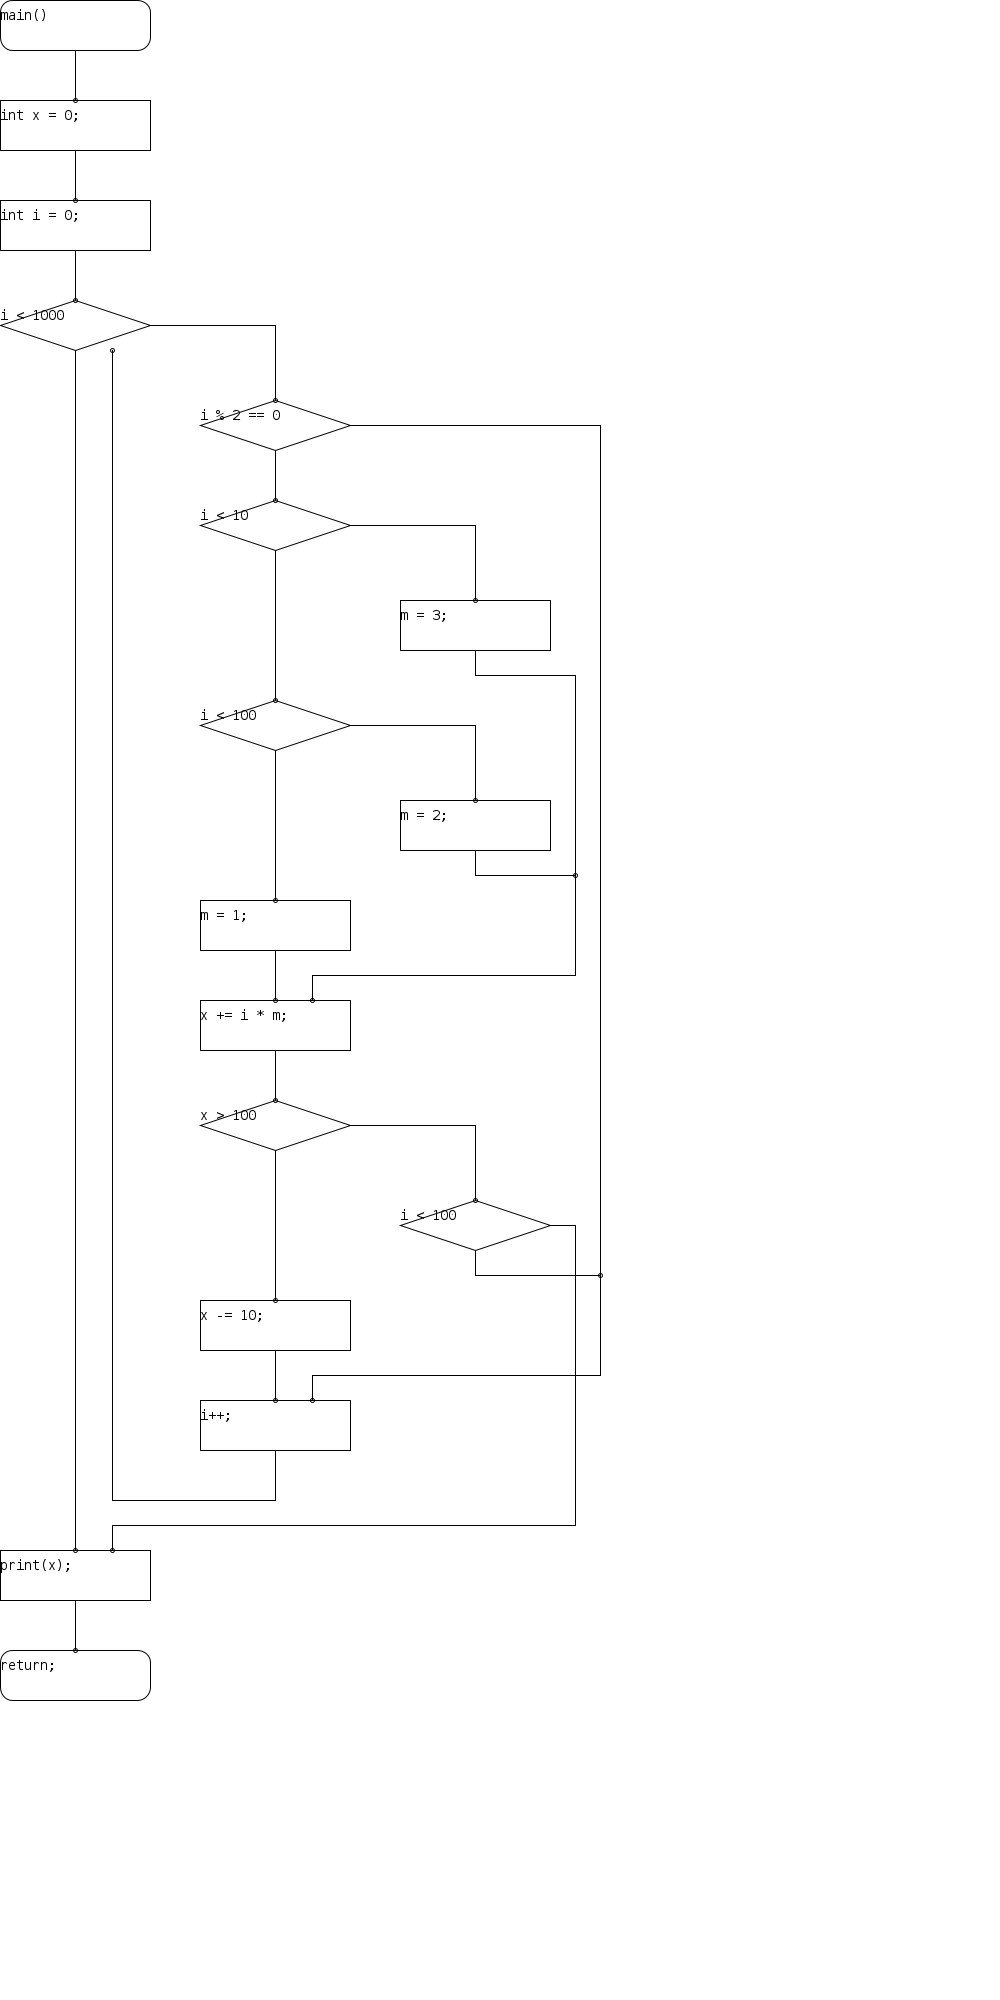 main()
int x = 0;
int i = 0;
i < 1000
i % 2 == 0
i < 10
m = 3;
i < 100
m = 2;
m = 1;
x += i * m;
x > 100
i < 100
x -= 10;
i++;
print(x);
return;